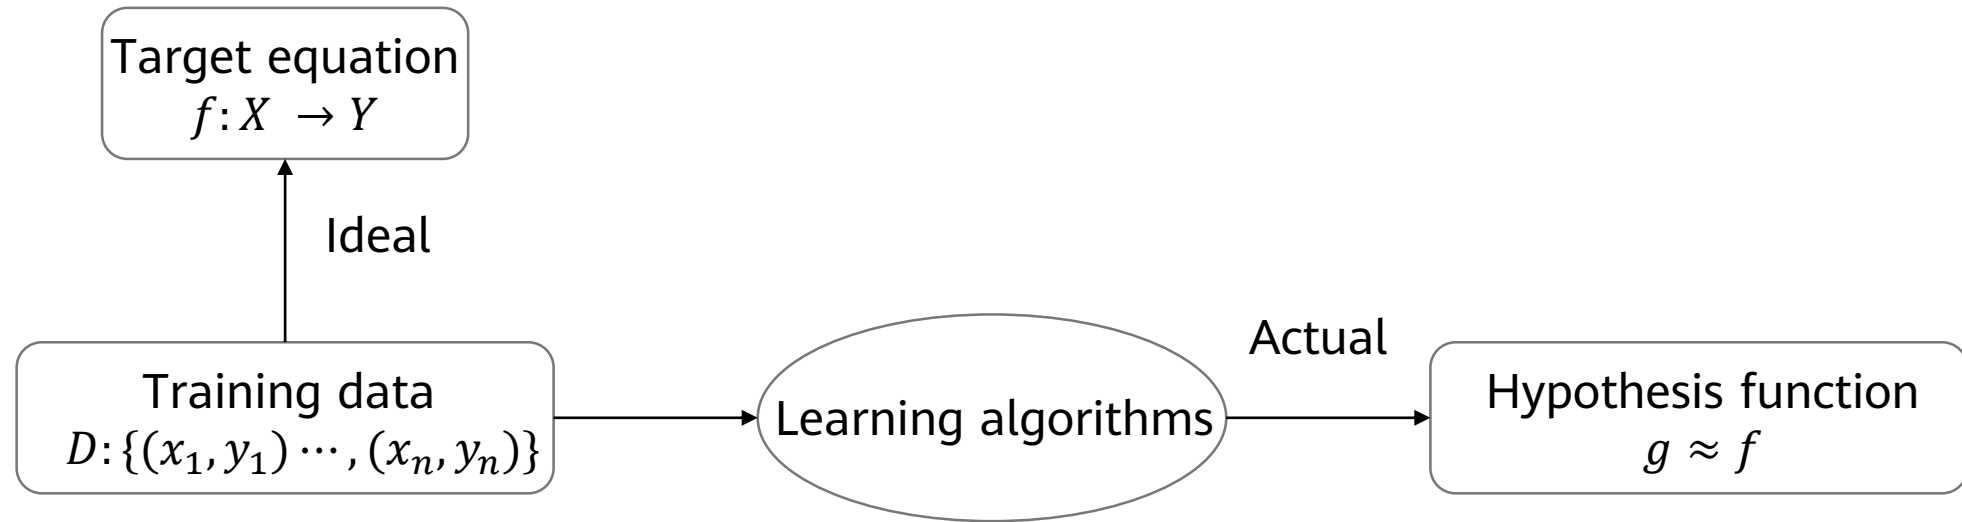 Target equation
f: X → Y
Ideal
Training data
D: {(x₁, y₁) ⋯ , (xₙ, yₙ)}
Learning algorithms
Actual
Hypothesis function
g ≈ f